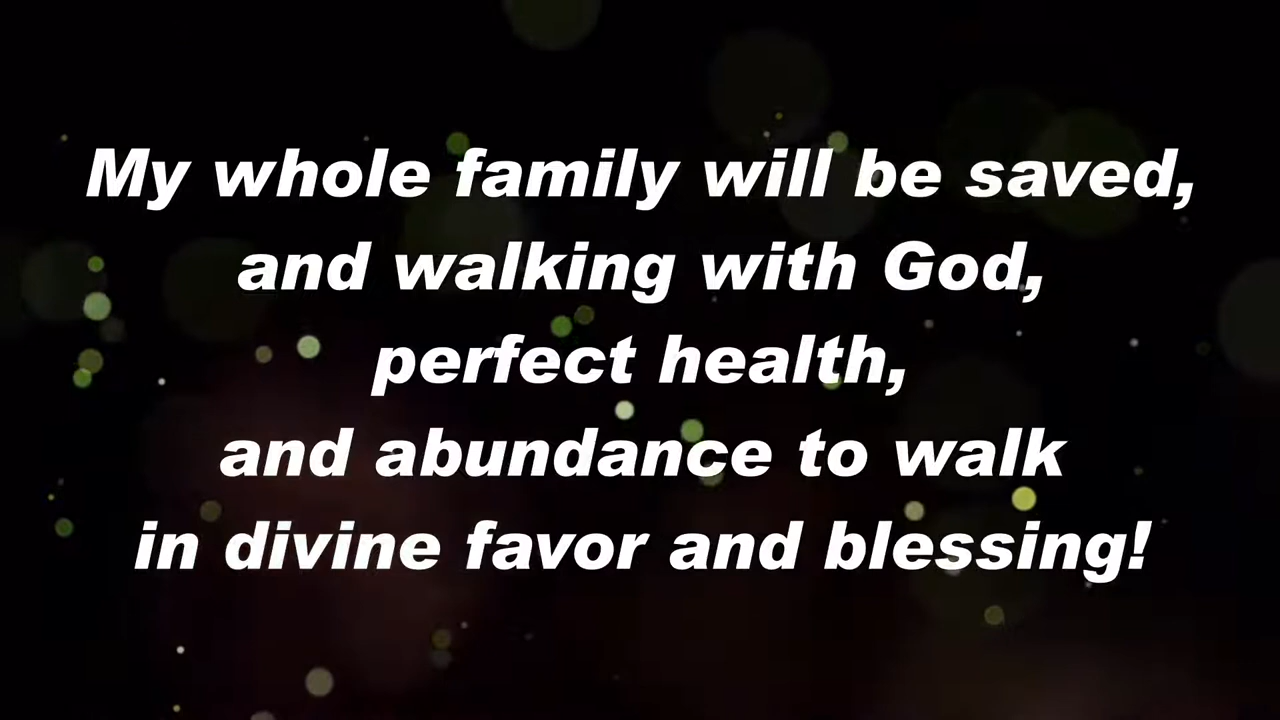 My whole family will be saved,
and walking with God,
perfect health,
and abundance to walk
in divine favor and blessing!